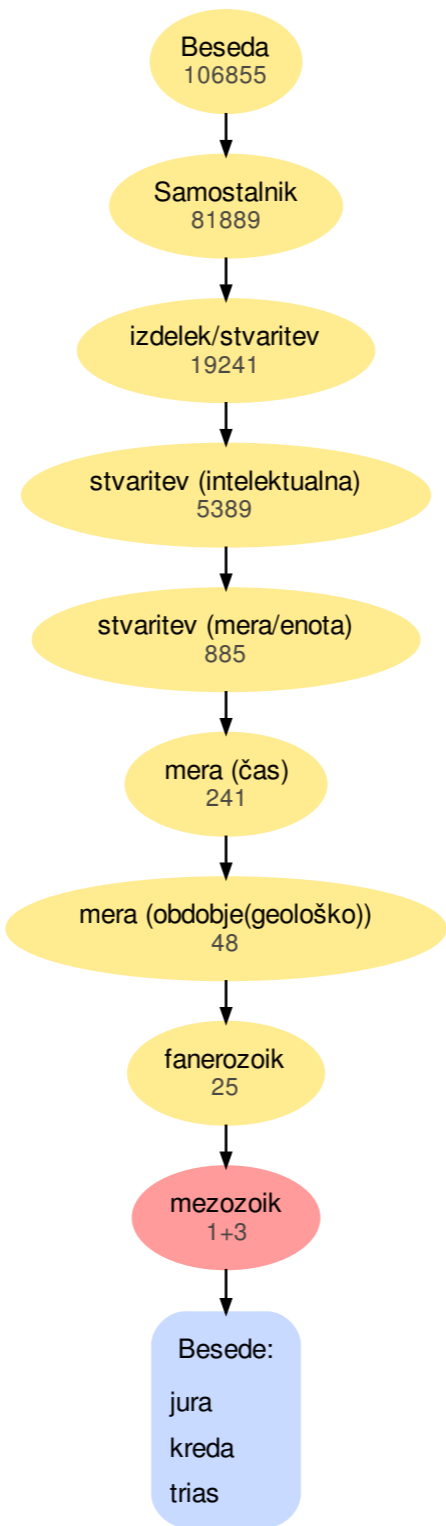 Beseda
106855
Samostalnik
81889
izdelek/stvaritev
19241
stvaritev (intelektualna)
5389
stvaritev (mera/enota)
885
mera (čas)
241
mera (obdobje(geološko))
48
fanerozoik
25
mezozoik
1+3
Besede:
jura
kreda
trias